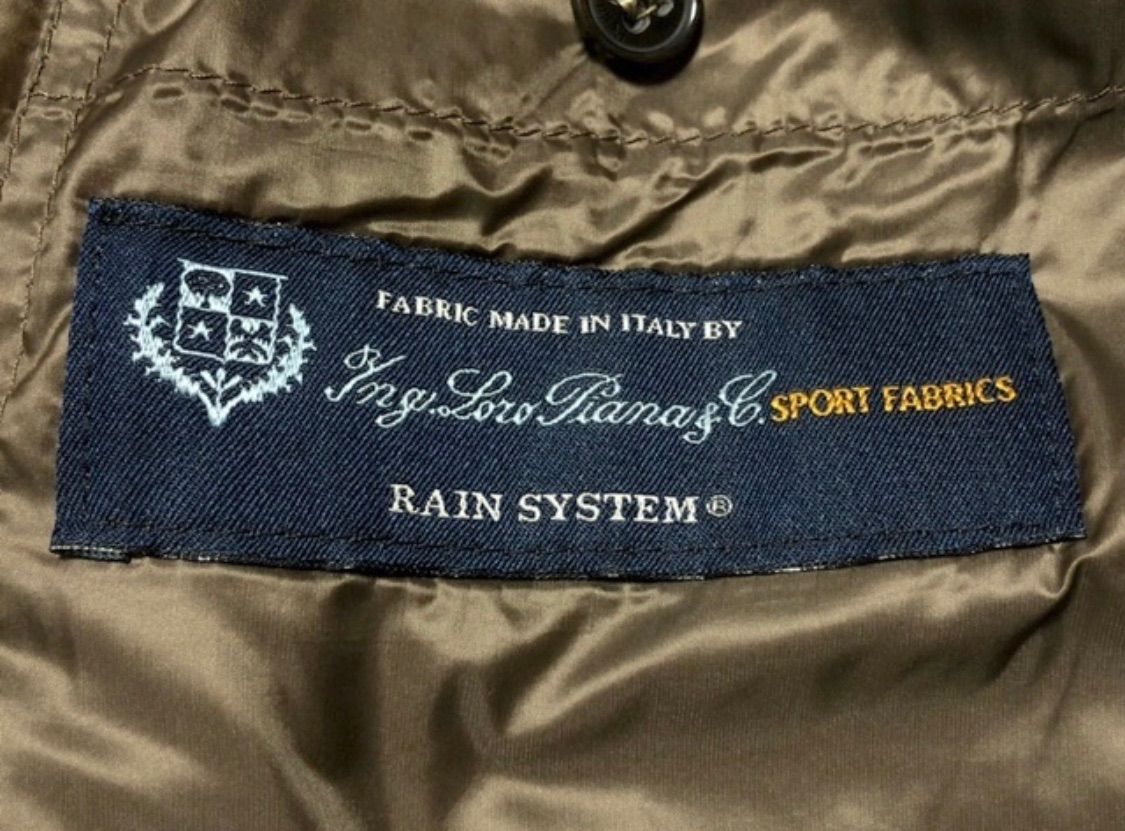 FABRIC MADE IN ITALY BY
Ing. Loro Piana & C. SPORT FABRICS
RAIN SYSTEM®